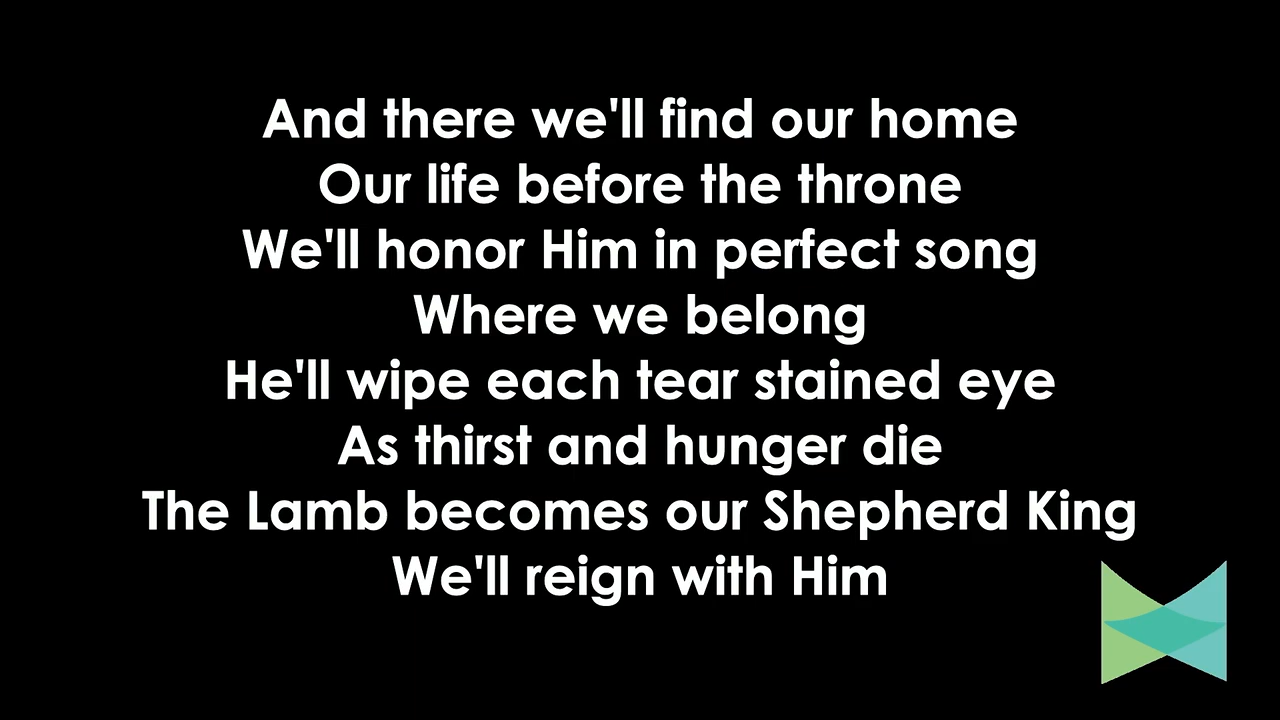 And there we'll find our home
Our life before the throne
We'll honor Him in perfect song
Where we belong
He'll wipe each tear stained eye
As thirst and hunger die
The Lamb becomes our Shepherd King
We'll reign with Him